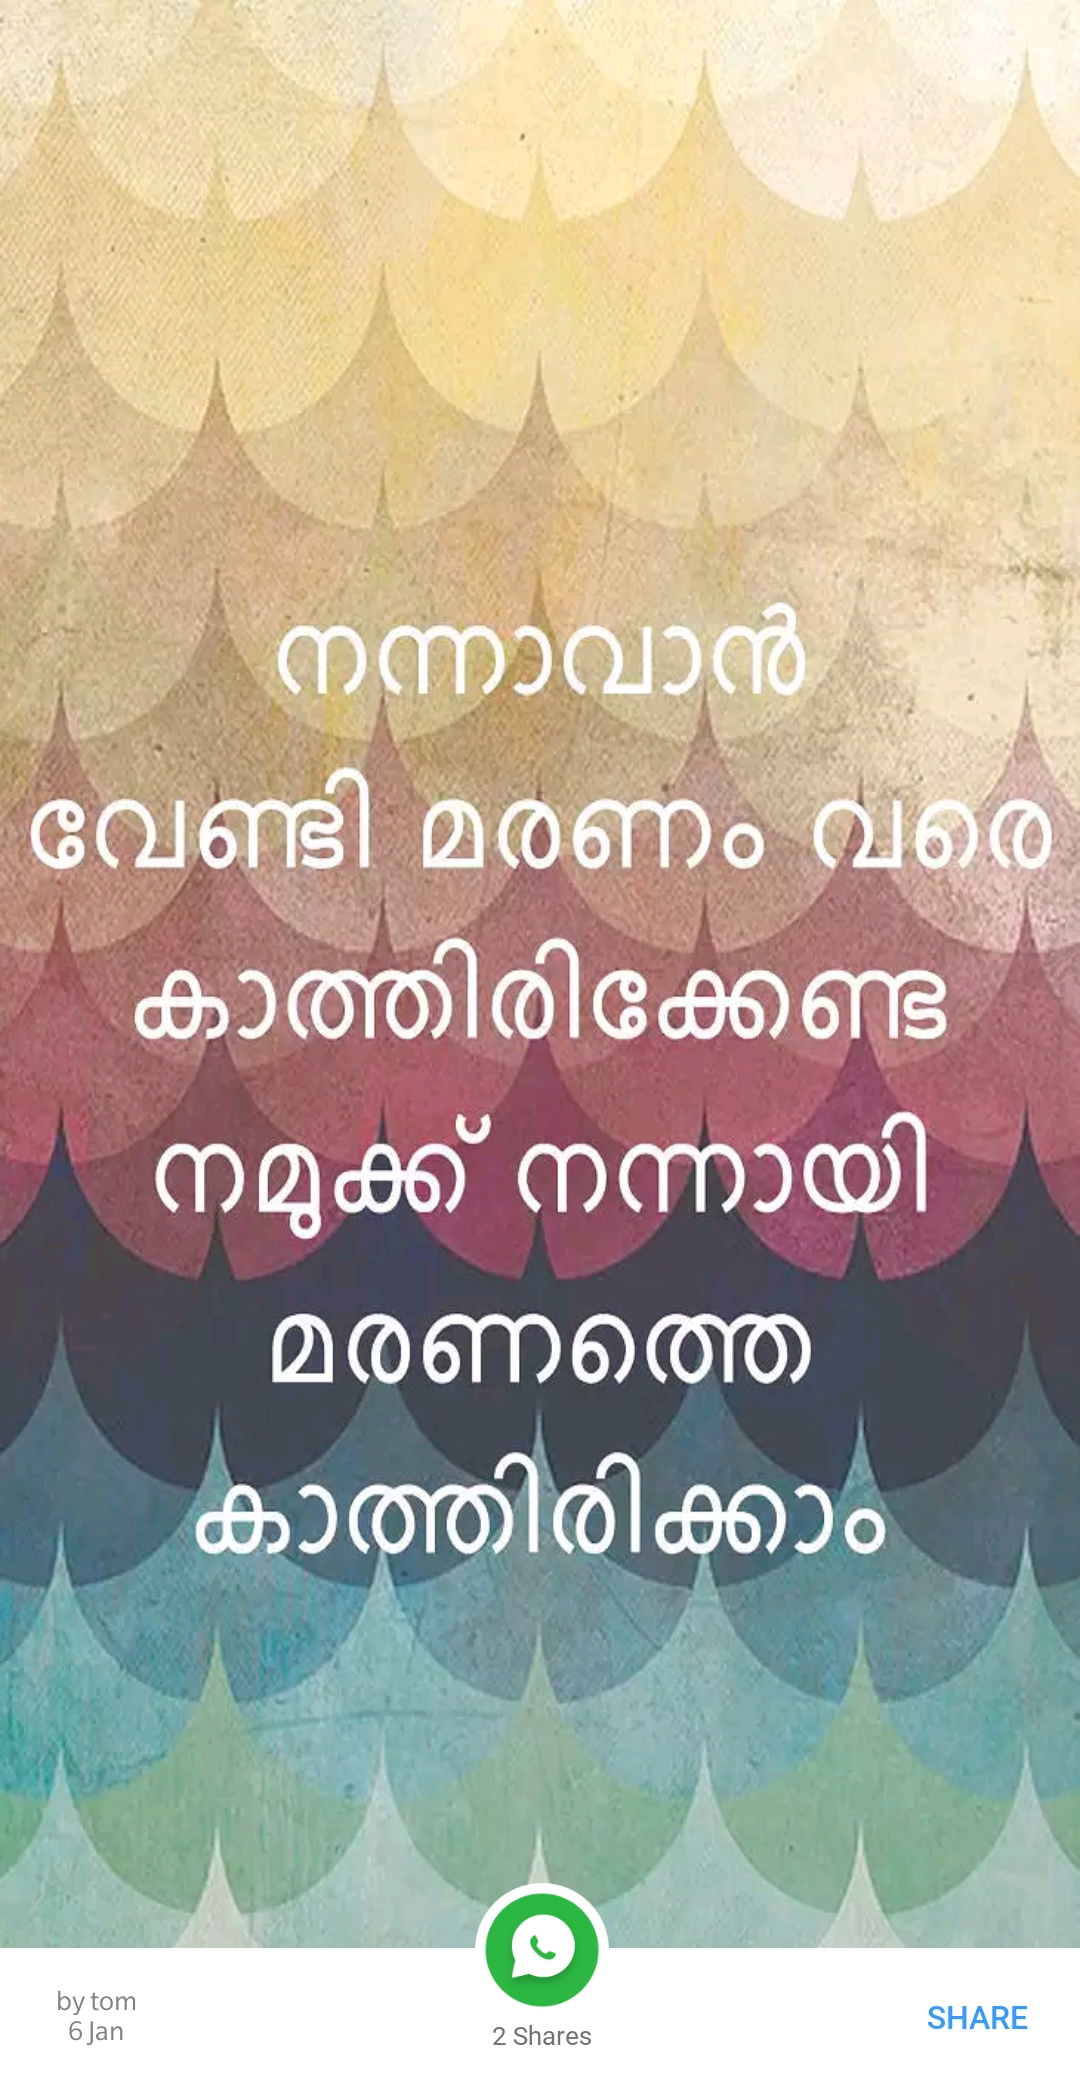 നന്നാവാൻ
വേണ്ടി മരണം വരെ
കാത്തിരിക്കേണ്ട
നമുക്ക് നന്നായി
മരണത്തെ
കാത്തിരിക്കാം
by tom
6 Jan
2 Shares
SHARE